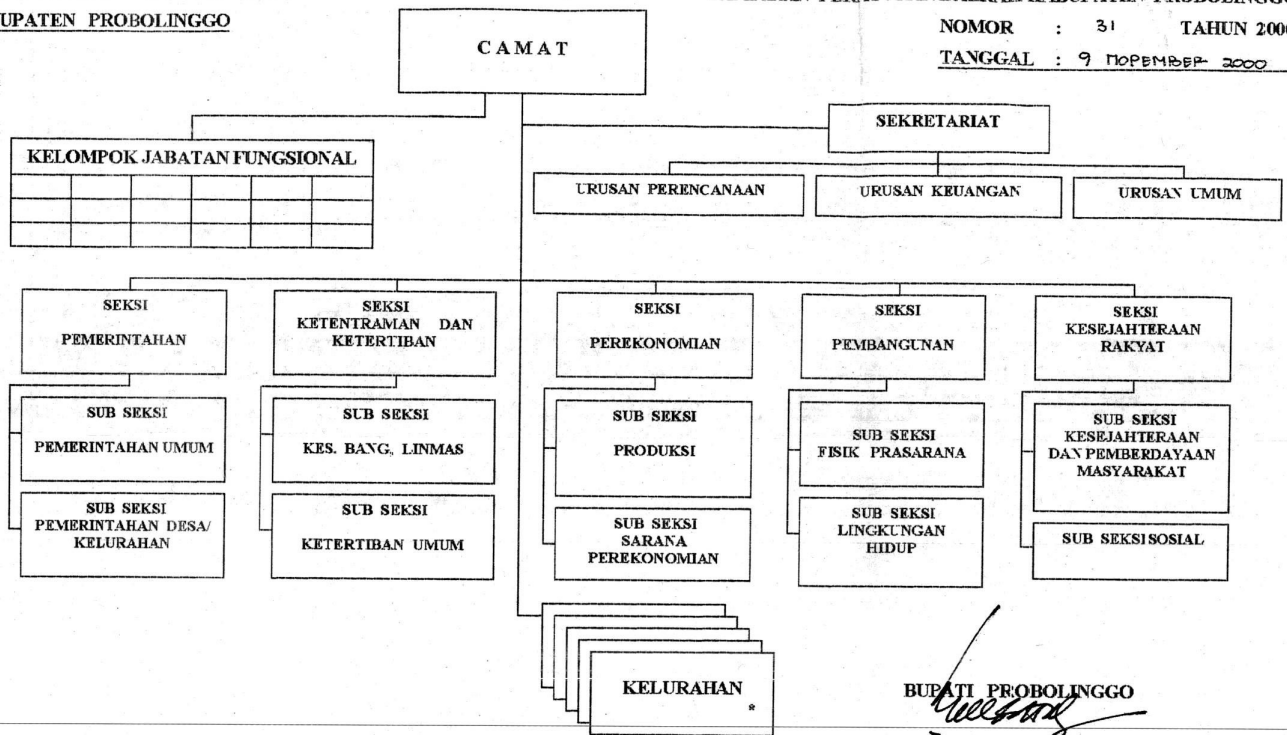 UPATEN PROBOLINGGO
PROBOLINGGO
NOMOR : 31 TAHUN 2000
TANGGAL : 9 NOPEMBER 2000
CAMAT
SEKRETARIAT
KELOMPOK JABATAN FUNGSIONAL
URUSAN PERENCANAAN
URUSAN KEUANGAN
URUSAN UMUM
SEKSI
PEMERINTAHAN
SEKSI
KETENTRAMAN DAN
KETERTIBAN
SEKSI
PEREKONOMIAN
SEKSI
PEMBANGUNAN
SEKSI
KESEJAHTERAAN
RAKYAT
SUB SEKSI
PEMERINTAHAN UMUM
SUB SEKSI
KES. BANG, LINMAS
SUB SEKSI
PRODUKSI
SUB SEKSI
FISIK PRASARANA
SUB SEKSI
KESEJAHTERAAN
DAN PEMBERDAYAAN
MASYARAKAT
SUB SEKSI
PEMERINTAHAN DESA/
KELURAHAN
SUB SEKSI
KETERTIBAN UMUM
SUB SEKSI
SARANA
PEREKONOMIAN
SUB SEKSI
LINGKUNGAN
HIDUP
SUB SEKSI SOSIAL
KELURAHAN
*
BUPATI PROBOLINGGO